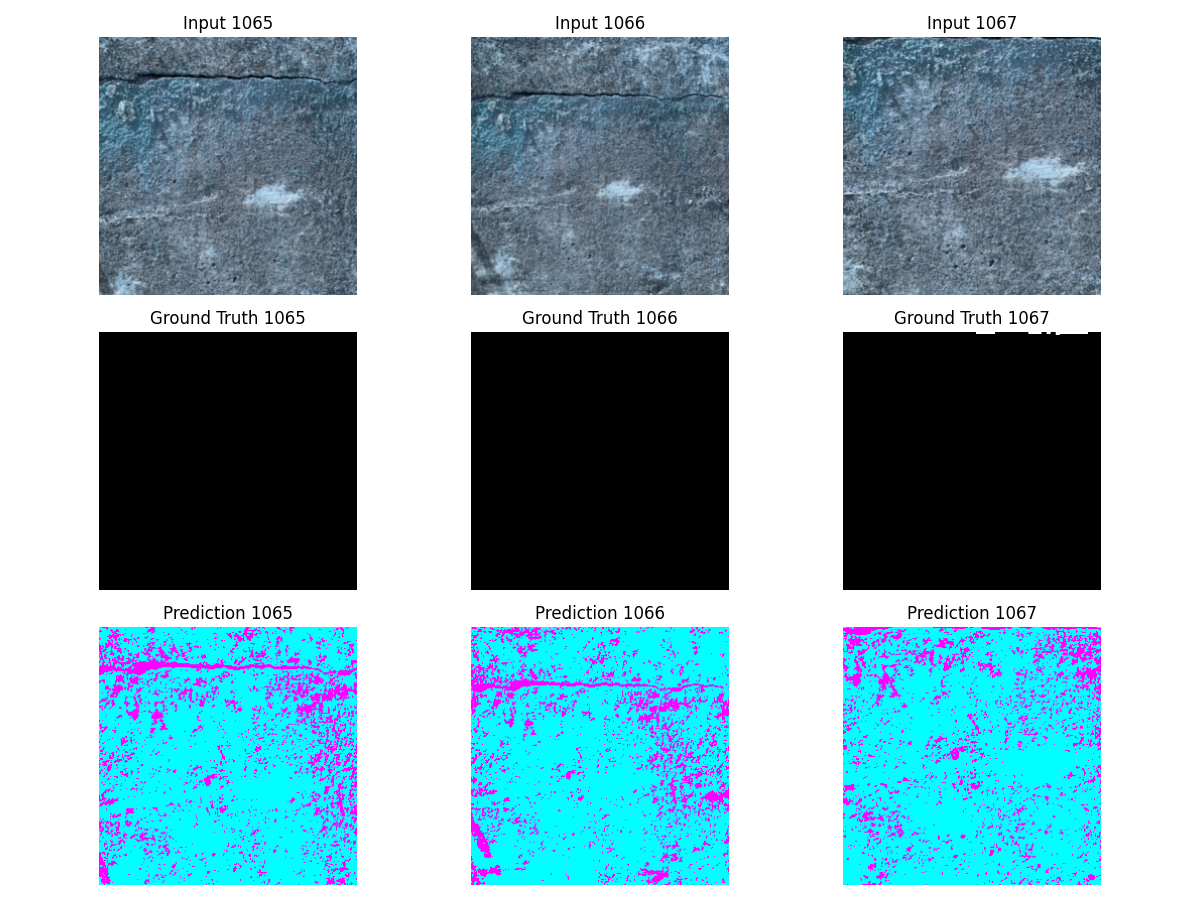 Input 1065
Input 1066
Input 1067
Ground Truth 1065
Ground Truth 1066
Ground Truth 1067
Prediction 1065
Prediction 1066
Prediction 1067